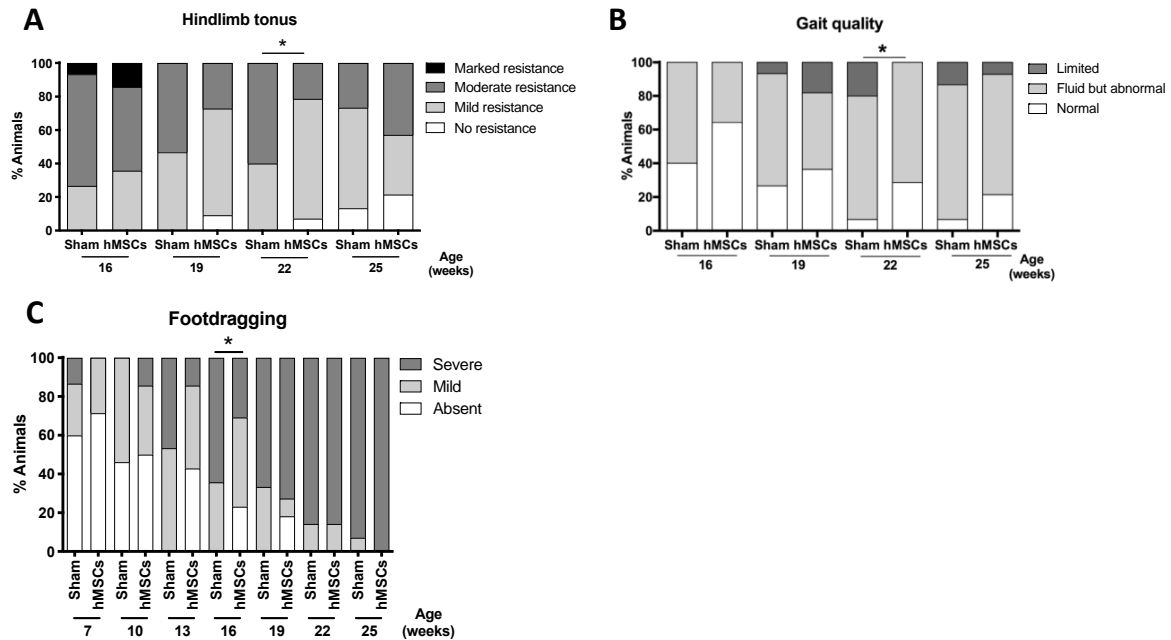 A
Hindlimb tonus
*
100
80
60
40
20
0
% Animals
Marked resistance
Moderate resistance
Mild resistance
No resistance
Sham hMSCs Sham hMSCs Sham hMSCs Sham hMSCs
16 19 22 25
Age
(weeks)
B
Gait quality
*
100
80
60
40
20
0
% Animals
Limited
Fluid but abnormal
Normal
Sham hMSCs Sham hMSCs Sham hMSCs Sham hMSCs
16 19 22 25
Age
(weeks)
C
Footdragging
*
100
80
60
40
20
0
% Animals
Severe
Mild
Absent
Sham hMSCs Sham hMSCs Sham hMSCs Sham hMSCs Sham hMSCs Sham hMSCs Sham hMSCs
7 10 13 16 19 22 25
Age
(weeks)